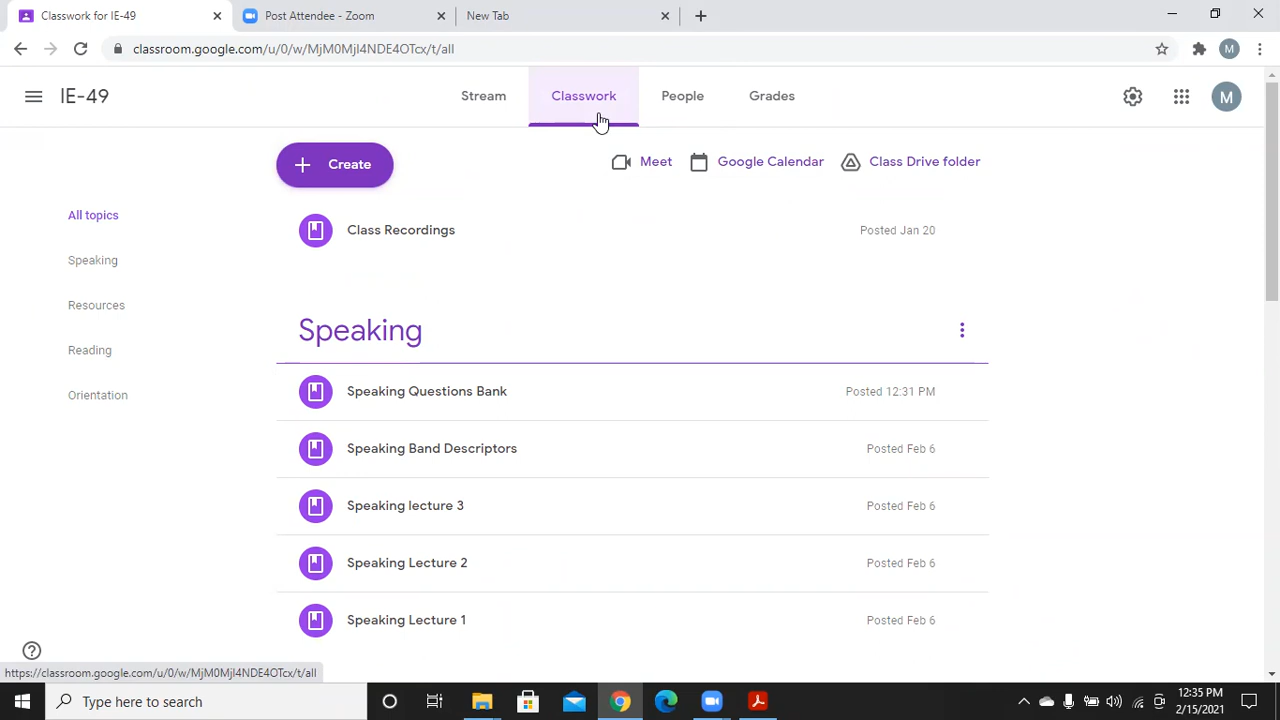 Classwork for IE-49
Post Attendee - Zoom
New Tab
classroom.google.com/u/0/w/MjM0MjI4NDE4OTcx/t/all
M
IE-49
Stream
Classwork
People
Grades
M
Create
Meet
Google Calendar
Class Drive folder
All topics
Speaking
Resources
Reading
Orientation
Class Recordings
Posted Jan 20
Speaking
Speaking Questions Bank
Posted 12:31 PM
Speaking Band Descriptors
Posted Feb 6
Speaking lecture 3
Posted Feb 6
Speaking Lecture 2
Posted Feb 6
Speaking Lecture 1
Posted Feb 6
https://classroom.google.com/u/0/w/MjM0MjI4NDE4OTcx/t/all
Type here to search
12:35 PM
2/15/2021